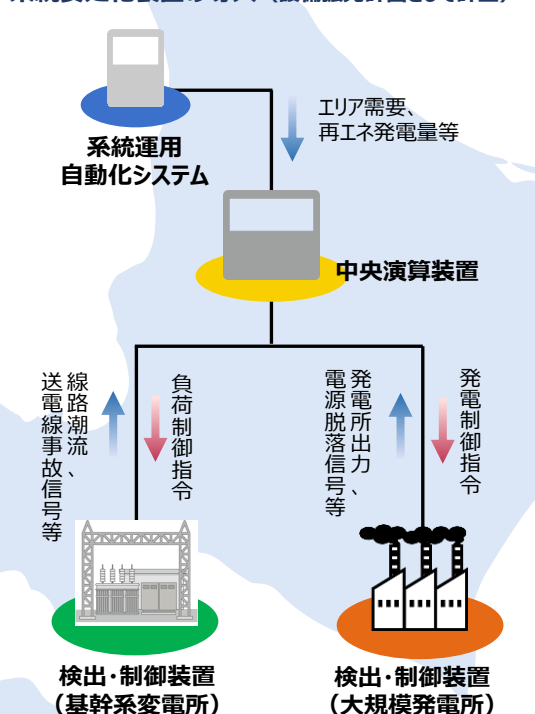 エリア需要、
再エネ発電量等
系統運用
自動化システム
中央演算装置
線路潮流、
送電線事故信号等
負荷制御指令
発電所出力、
電源脱落信号等
発電制御指令
検出・制御装置
（基幹系変電所）
検出・制御装置
（大規模発電所）